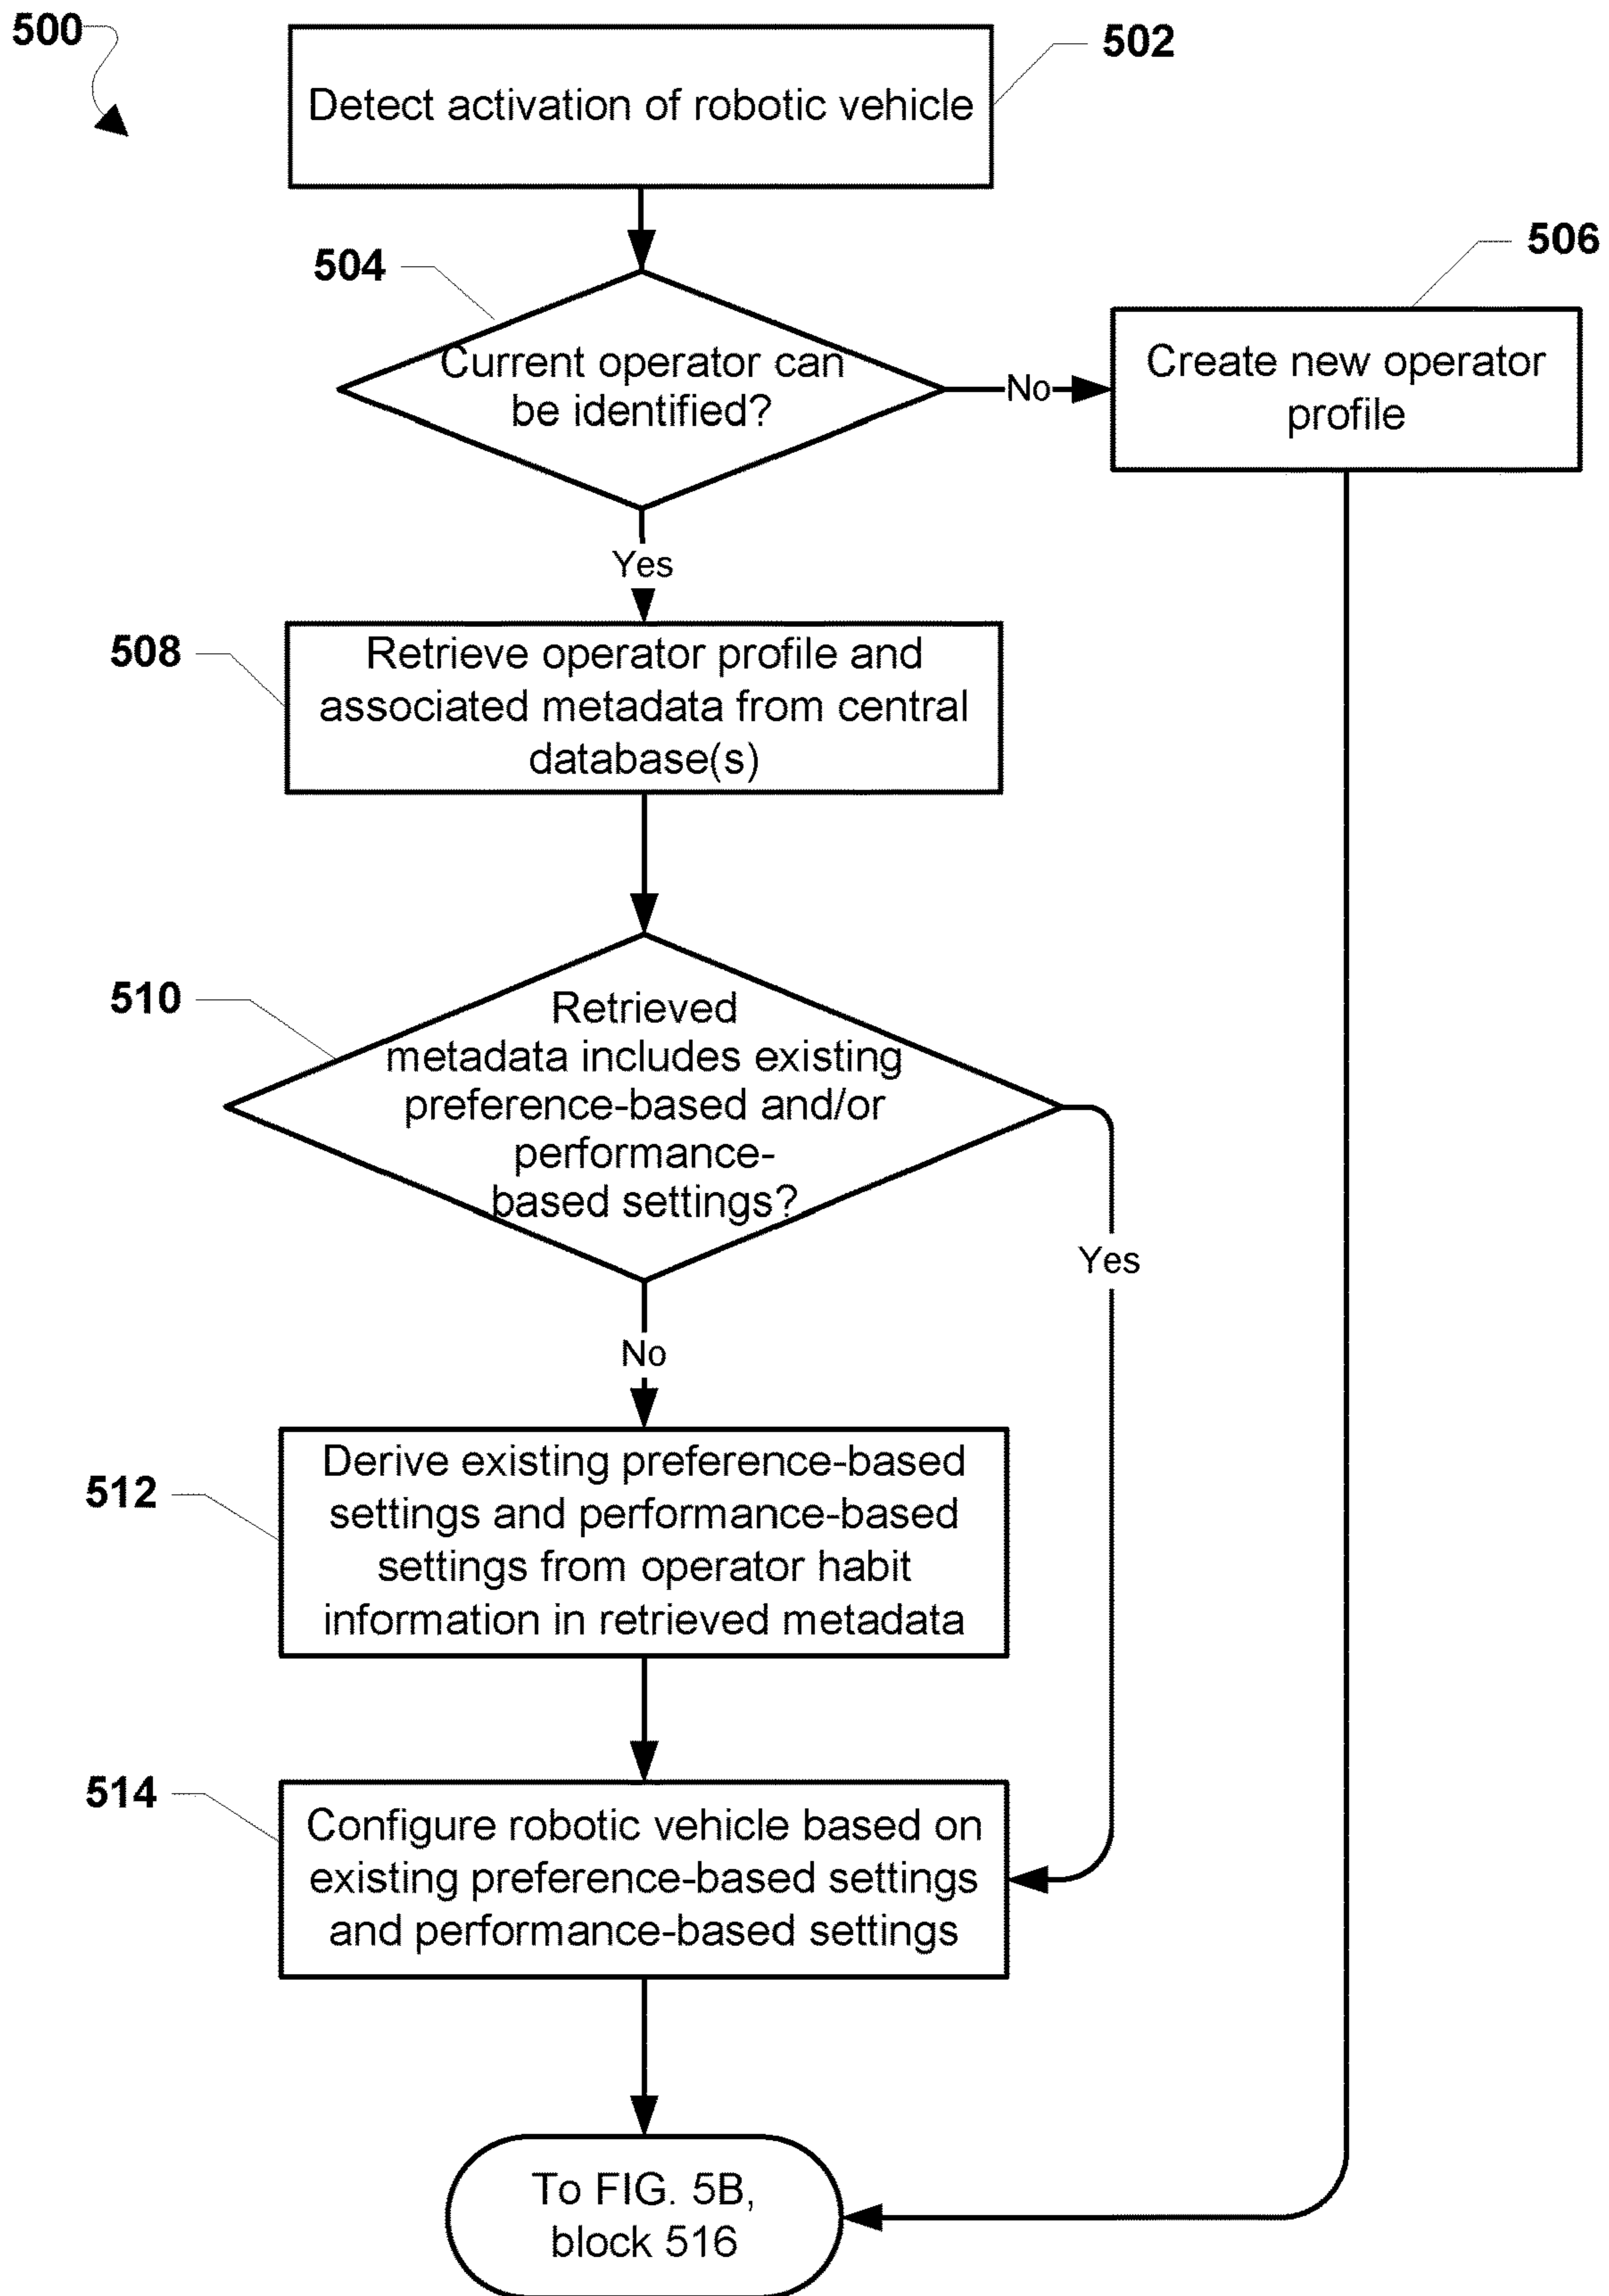 500
502
Detect activation of robotic vehicle
504
506
Current operator can
be identified?
No
Create new operator
profile
Yes
508
Retrieve operator profile and
associated metadata from central
database(s)
510
Retrieved
metadata includes existing
preference-based and/or
performance-
based settings?
Yes
No
512
Derive existing preference-based
settings and performance-based
settings from operator habit
information in retrieved metadata
514
Configure robotic vehicle based on
existing preference-based settings
and performance-based settings
To FIG. 5B,
block 516